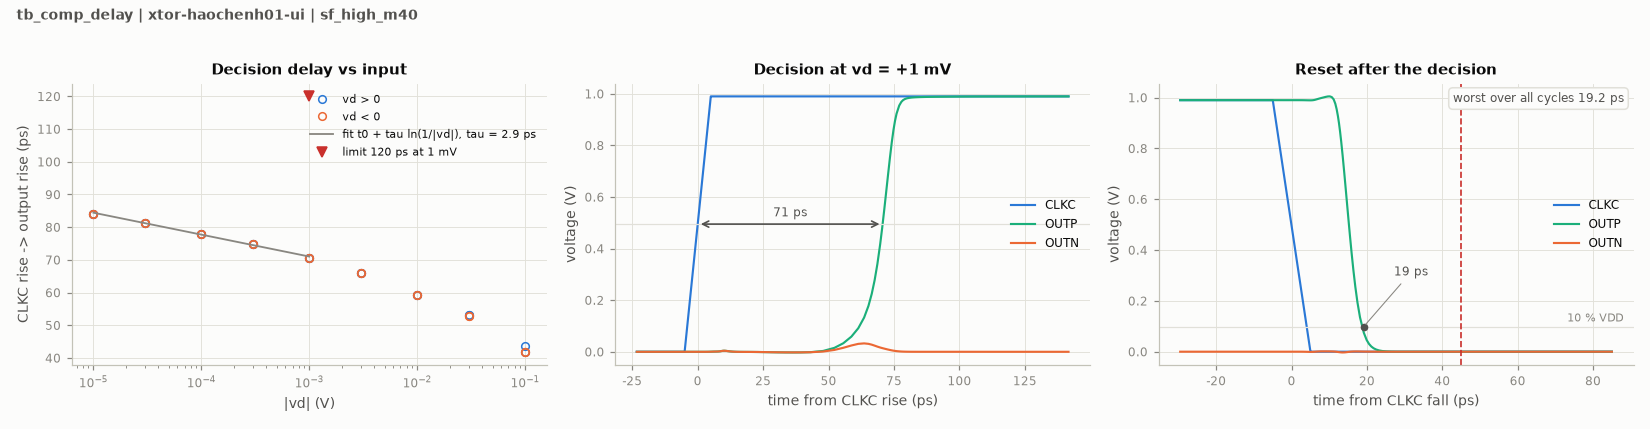 tb_comp_delay | xtor-haochenh01-ui | sf_high_m40
Decision delay vs input
CLKC rise -> output rise (ps)
120
110
100
90
80
70
60
50
40
10⁻⁵
10⁻⁴
10⁻³
10⁻²
10⁻¹
|vd| (V)
vd > 0
vd < 0
fit t0 + tau ln(1/|vd|), tau = 2.9 ps
limit 120 ps at 1 mV
Decision at vd = +1 mV
voltage (V)
1.0
0.8
0.6
0.4
0.2
0.0
-25
0
25
50
75
100
125
time from CLKC rise (ps)
71 ps
CLKC
OUTP
OUTN
Reset after the decision
voltage (V)
1.0
0.8
0.6
0.4
0.2
0.0
-20
0
20
40
60
80
time from CLKC fall (ps)
worst over all cycles 19.2 ps
CLKC
OUTP
OUTN
19 ps
10 % VDD